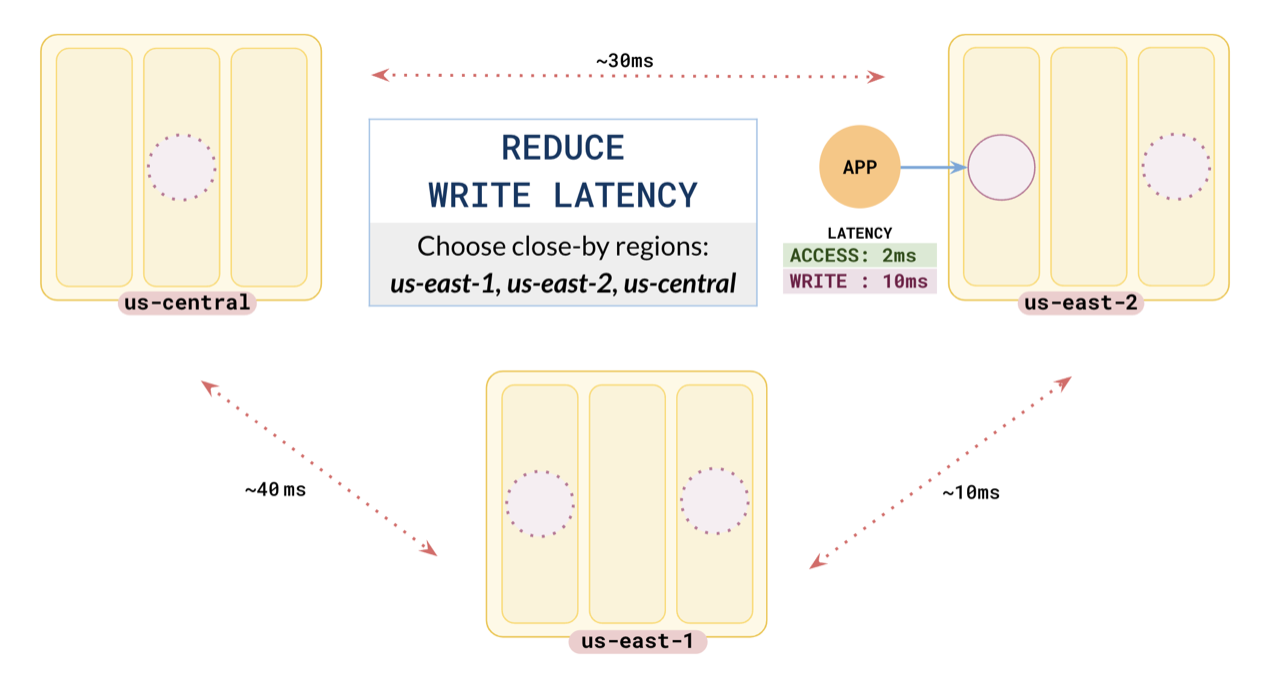 ~30ms
REDUCE
WRITE LATENCY
Choose close-by regions:
us-east-1, us-east-2, us-central
APP
LATENCY
ACCESS: 2ms
WRITE : 10ms
us-central
us-east-2
~40 ms
~10ms
us-east-1